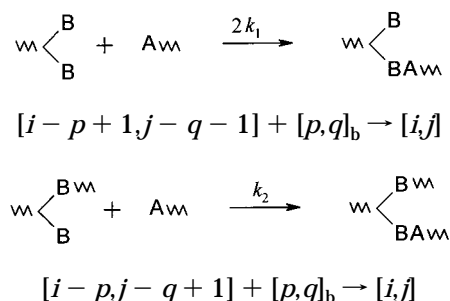 B
B
+ A
2k₁
B
BA
[i − p + 1, j − q − 1] + [p,q]b → [i,j]
B
B
+ A
k₂
B
BA
[i − p, j − q + 1] + [p,q]b → [i,j]